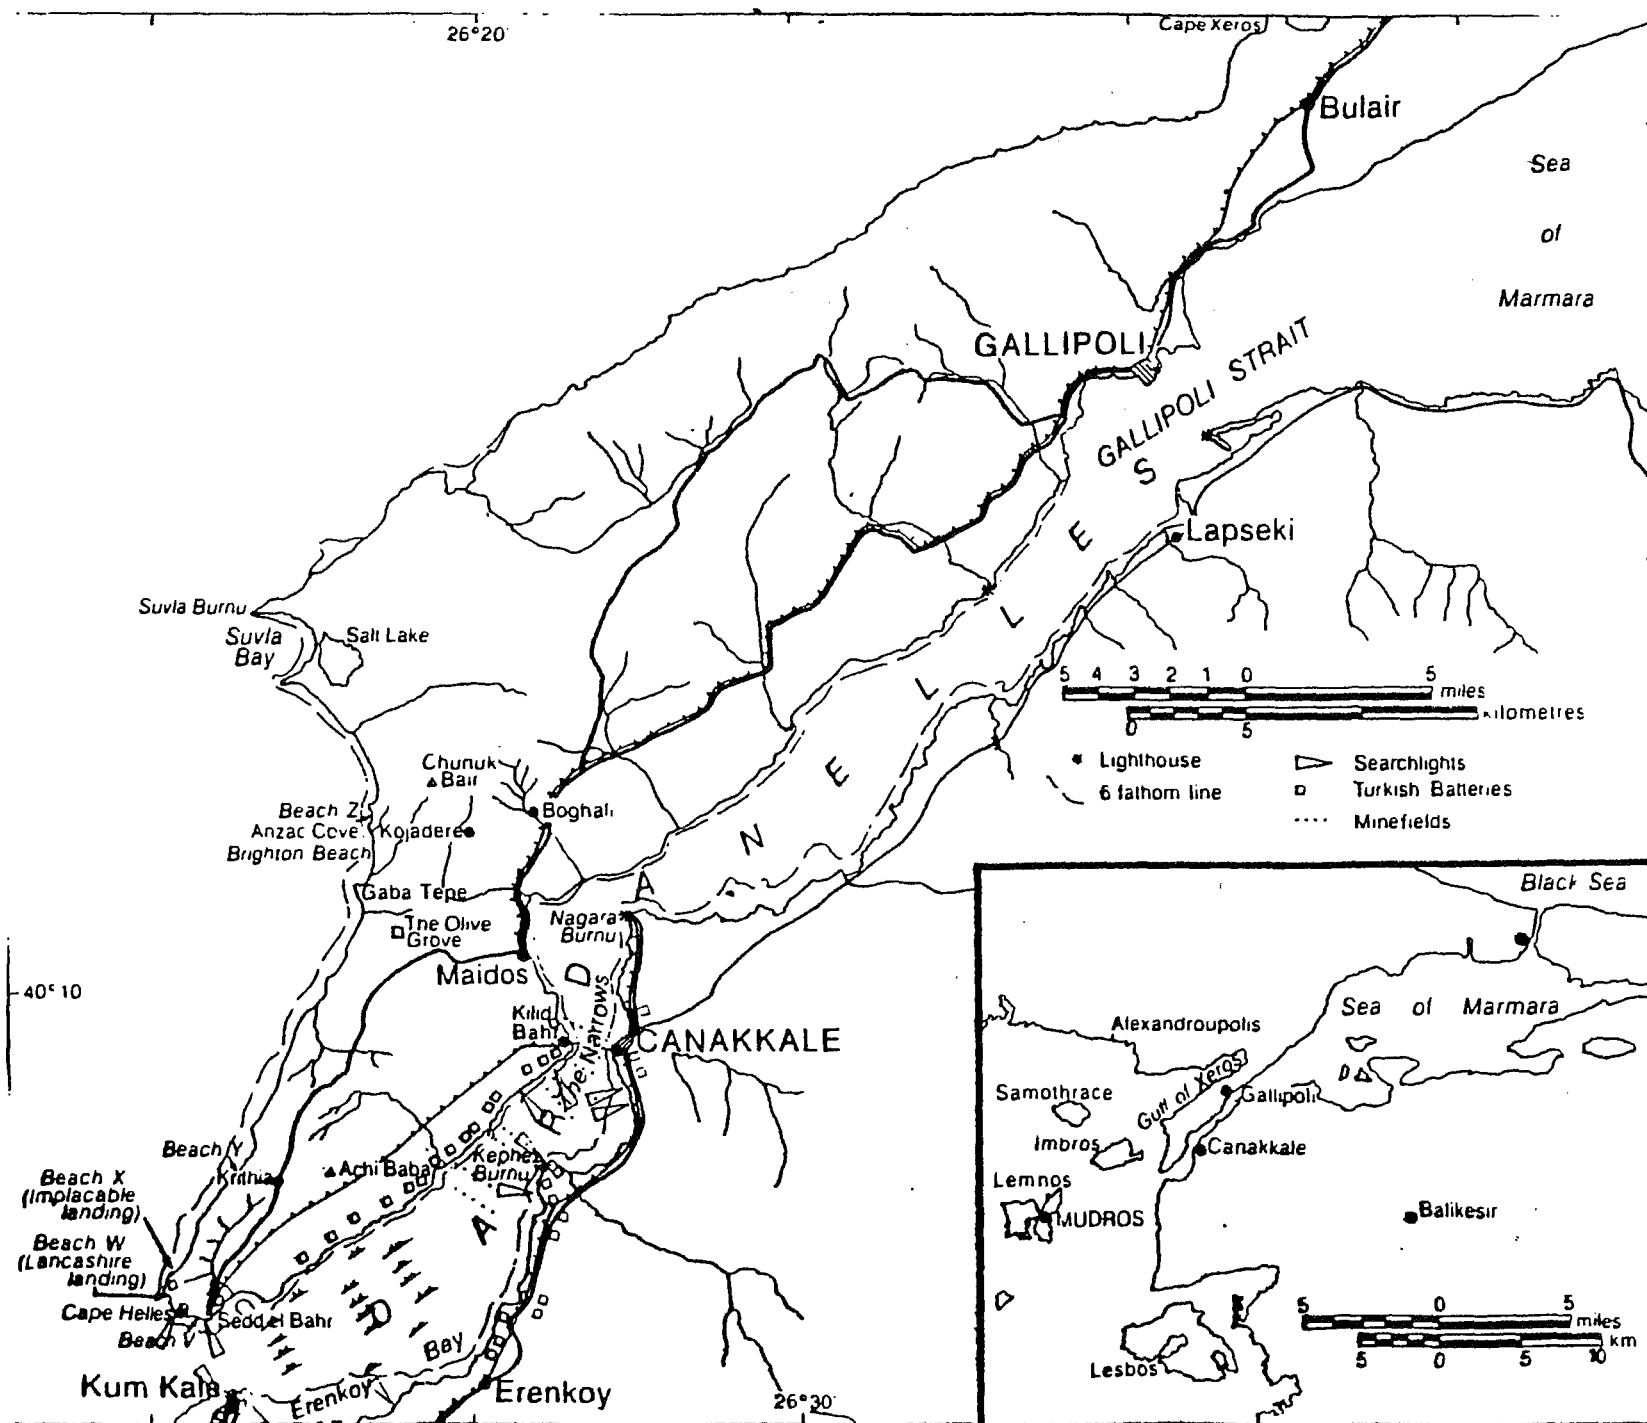 26°20'
Cape Xeros
Bulair
Sea
of
Marmara
GALLIPOLI
GALLIPOLI STRAIT
DARDANELLES
Lapseki
Suvla Burnu
Suvla
Bay
Salt Lake
5 4 3 2 1 0 5
miles
kilometres
0 5
Lighthouse
6 fathom line
Searchlights
Turkish Batteries
Minefields
Chunuk
Bair
Boghali
Beach Z
Anzac Cove
Kojadere
Brighton Beach
Gaba Tepe
The Olive
Grove
Nagara
Burnu
Maidos
40°10
Kilid
Bahr
The Narrows
CANAKKALE
Beach Y
Krithia
Achi Baba
Kephez
Burnu
Beach X
(Implacable
landing)
Beach W
(Lancashire
landing)
Cape Helles
Seddel Bahr
Beach V
Kum Kale
Erenkoy Bay
Erenkoy
26°30'
Black Sea
Sea of Marmara
Alexandroupolis
Gulf of Xeros
Samothrace
Gallipoli
Imbros
Canakkale
Lemnos
MUDROS
Balikesir
Lesbos
5 0 5
miles
km
5 0 5 10